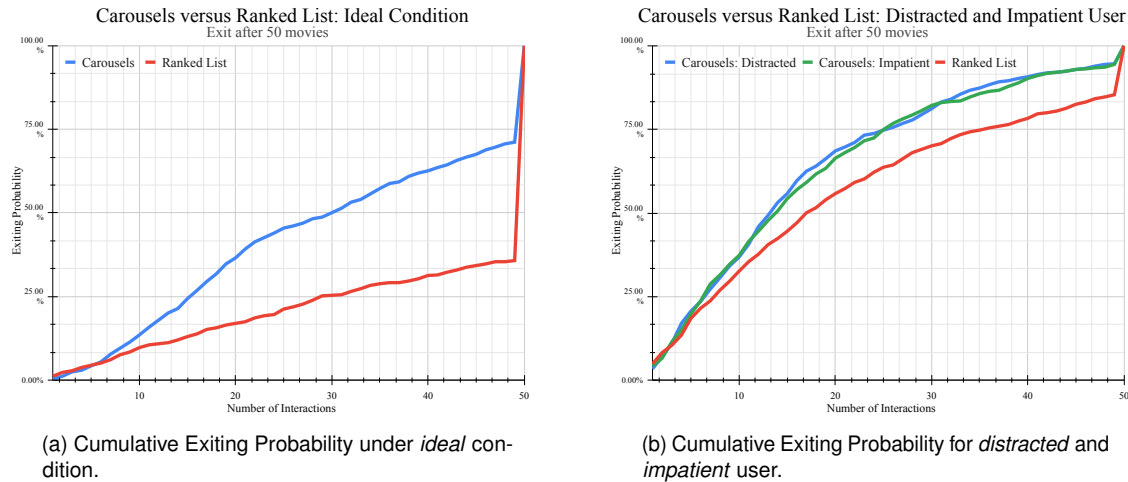 Carousels versus Ranked List: Ideal Condition
Exit after 50 movies
100.00
%
Carousels Ranked List
75.00
%
50.00
%
25.00
%
0.00%
Exiting Probability
10 20 30 40 50
Number of Interactions
(a) Cumulative Exiting Probability under ideal con-
dition.
Carousels versus Ranked List: Distracted and Impatient User
Exit after 50 movies
100.00
%
Carousels: Distracted Carousels: Impatient Ranked List
75.00
%
50.00
%
25.00
%
0.00%
Exiting Probability
10 20 30 40 50
Number of Interactions
(b) Cumulative Exiting Probability for distracted and
impatient user.